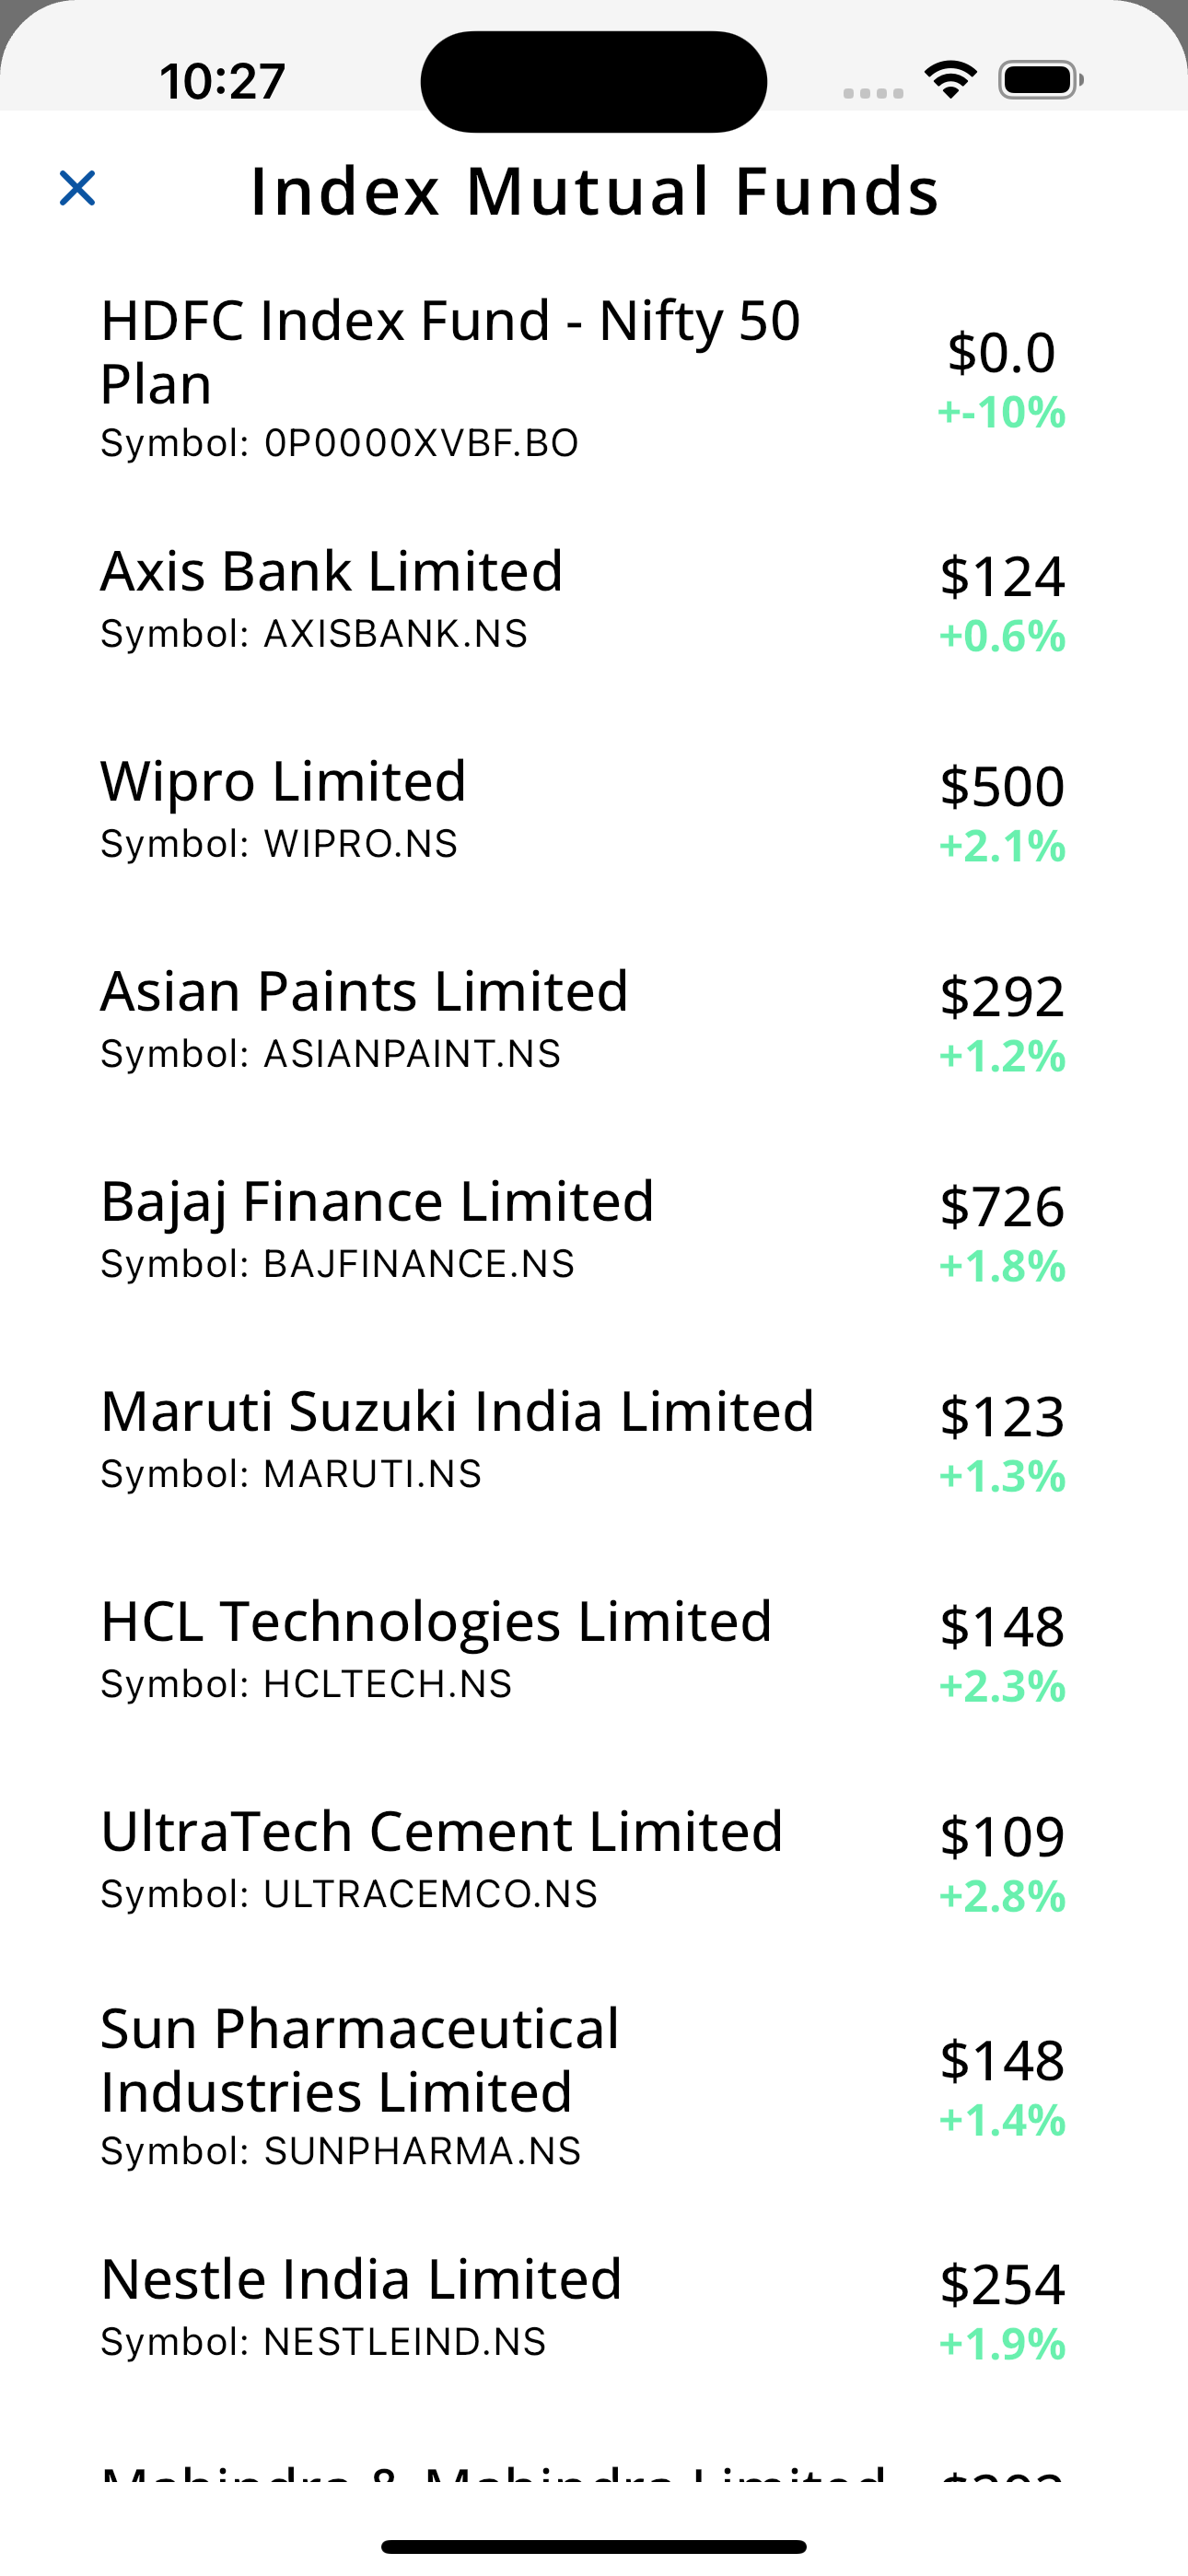 10:27
Index Mutual Funds
HDFC Index Fund - Nifty 50
Plan
Symbol: 0P0000XVBF.BO
$0.0
+-10%
Axis Bank Limited
Symbol: AXISBANK.NS
$124
+0.6%
Wipro Limited
Symbol: WIPRO.NS
$500
+2.1%
Asian Paints Limited
Symbol: ASIANPAINT.NS
$292
+1.2%
Bajaj Finance Limited
Symbol: BAJFINANCE.NS
$726
+1.8%
Maruti Suzuki India Limited
Symbol: MARUTI.NS
$123
+1.3%
HCL Technologies Limited
Symbol: HCLTECH.NS
$148
+2.3%
UltraTech Cement Limited
Symbol: ULTRACEMCO.NS
$109
+2.8%
Sun Pharmaceutical
Industries Limited
Symbol: SUNPHARMA.NS
$148
+1.4%
Nestle India Limited
Symbol: NESTLEIND.NS
$254
+1.9%
Mahindra & Mahindra Limited